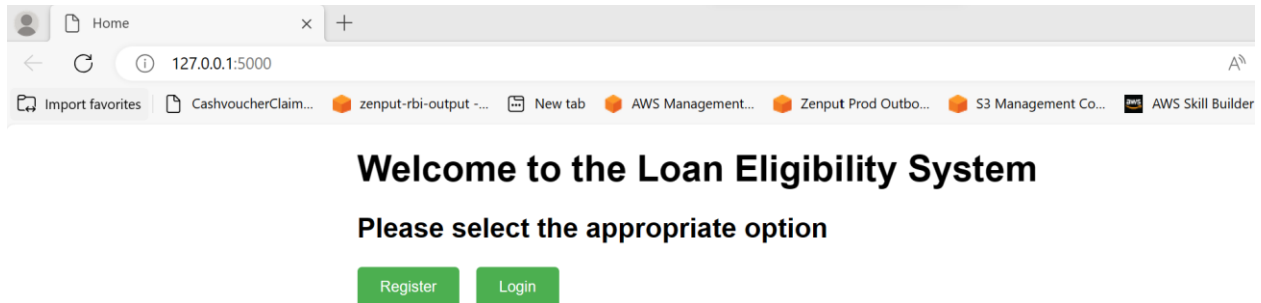 Home
127.0.0.1:5000
Import favorites CashvoucherClaim... zenput-rbi-output -... New tab AWS Management... Zenput Prod Outbo... S3 Management Co... aws AWS Skill Builder
Welcome to the Loan Eligibility System
Please select the appropriate option
Register Login